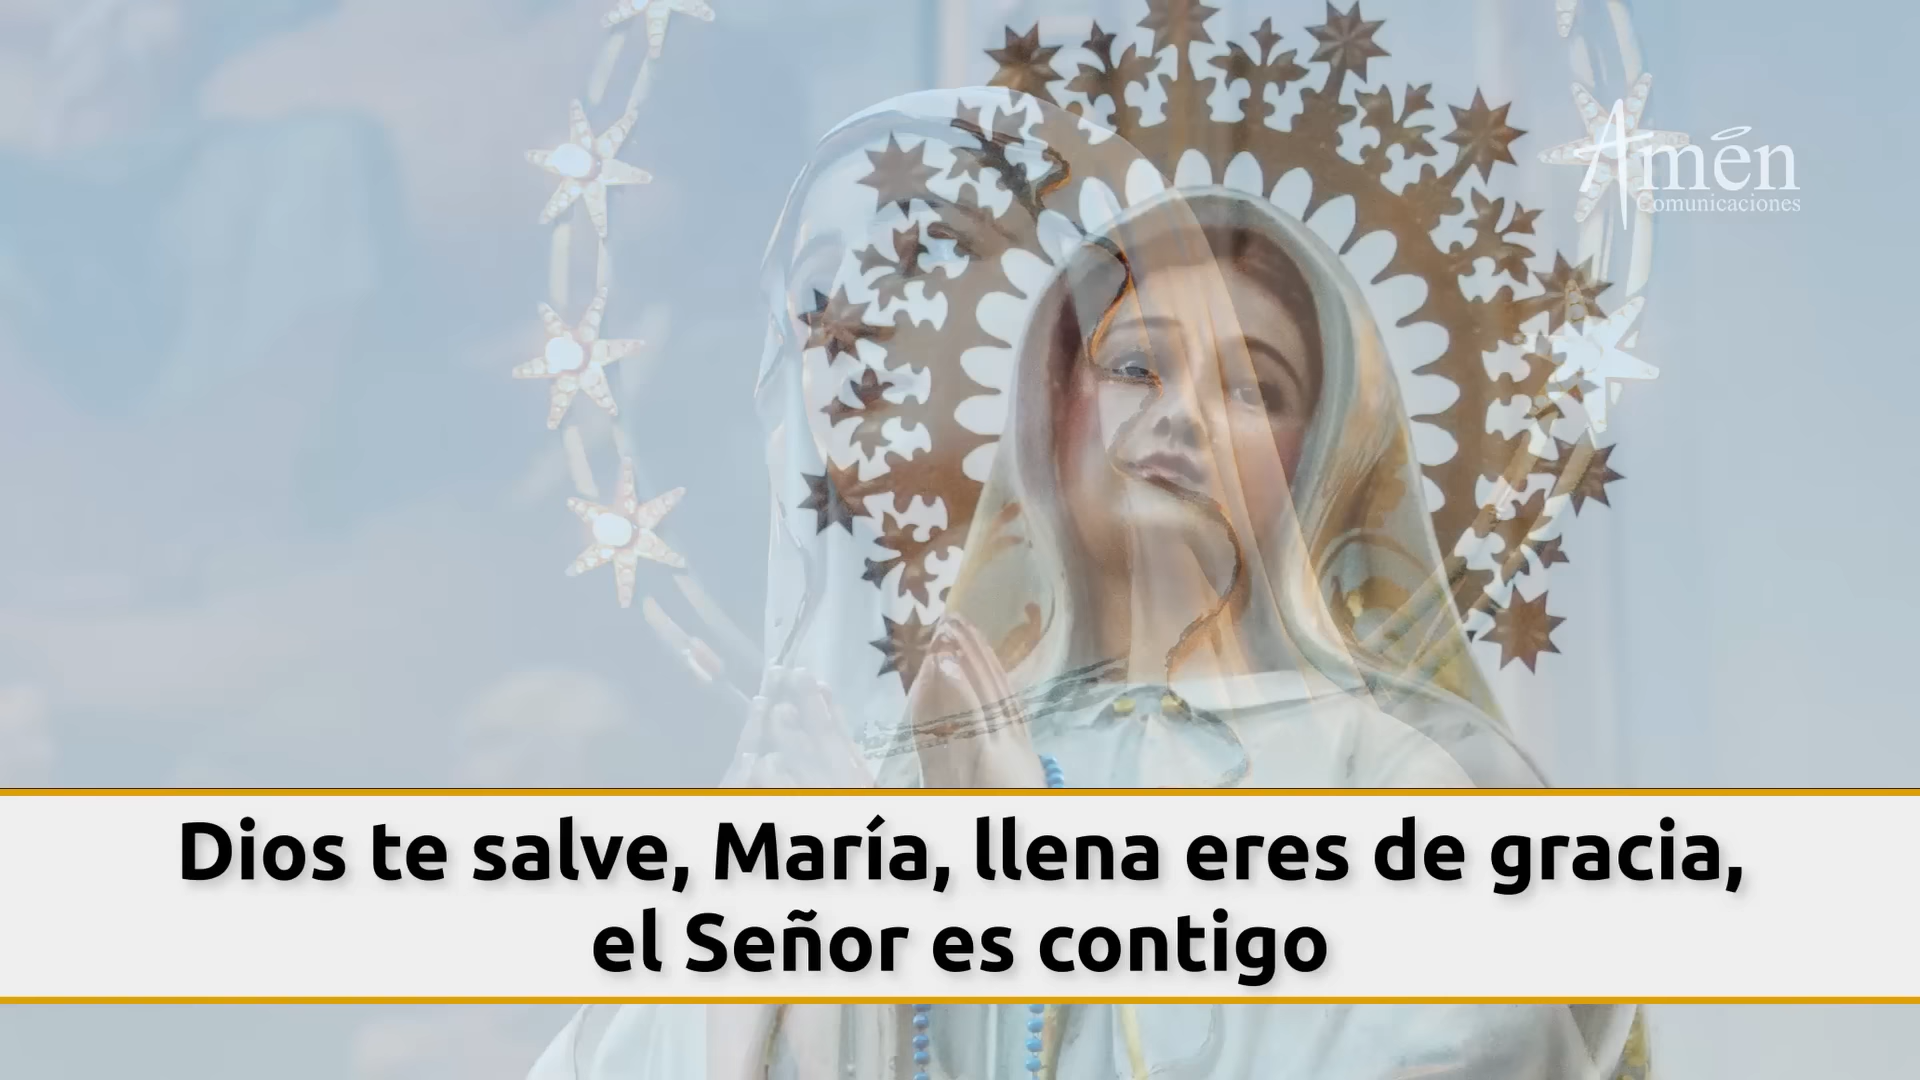 Amén
Comunicaciones
Dios te salve, María, llena eres de gracia,
el Señor es contigo